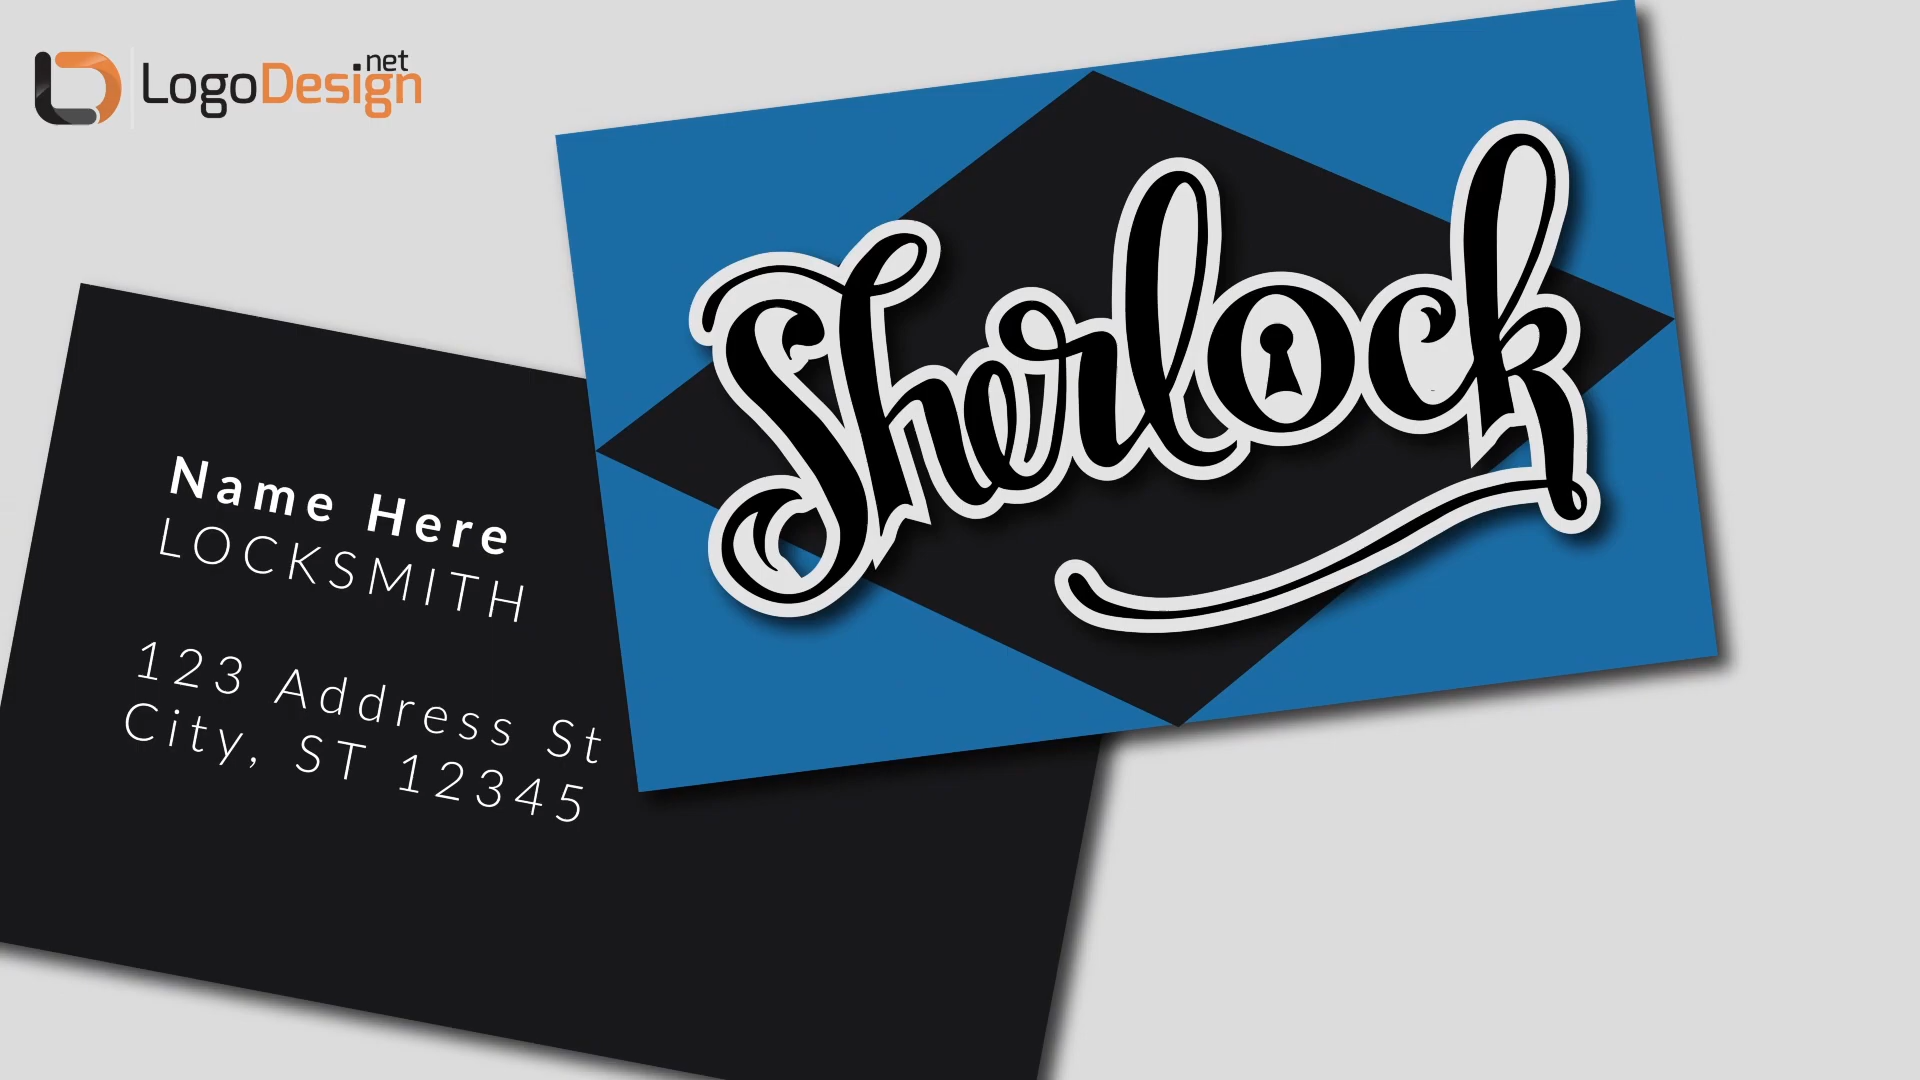 LogoDesign.net
Sherlock
Name Here
LOCKSMITH
123 Address St
City, ST 12345